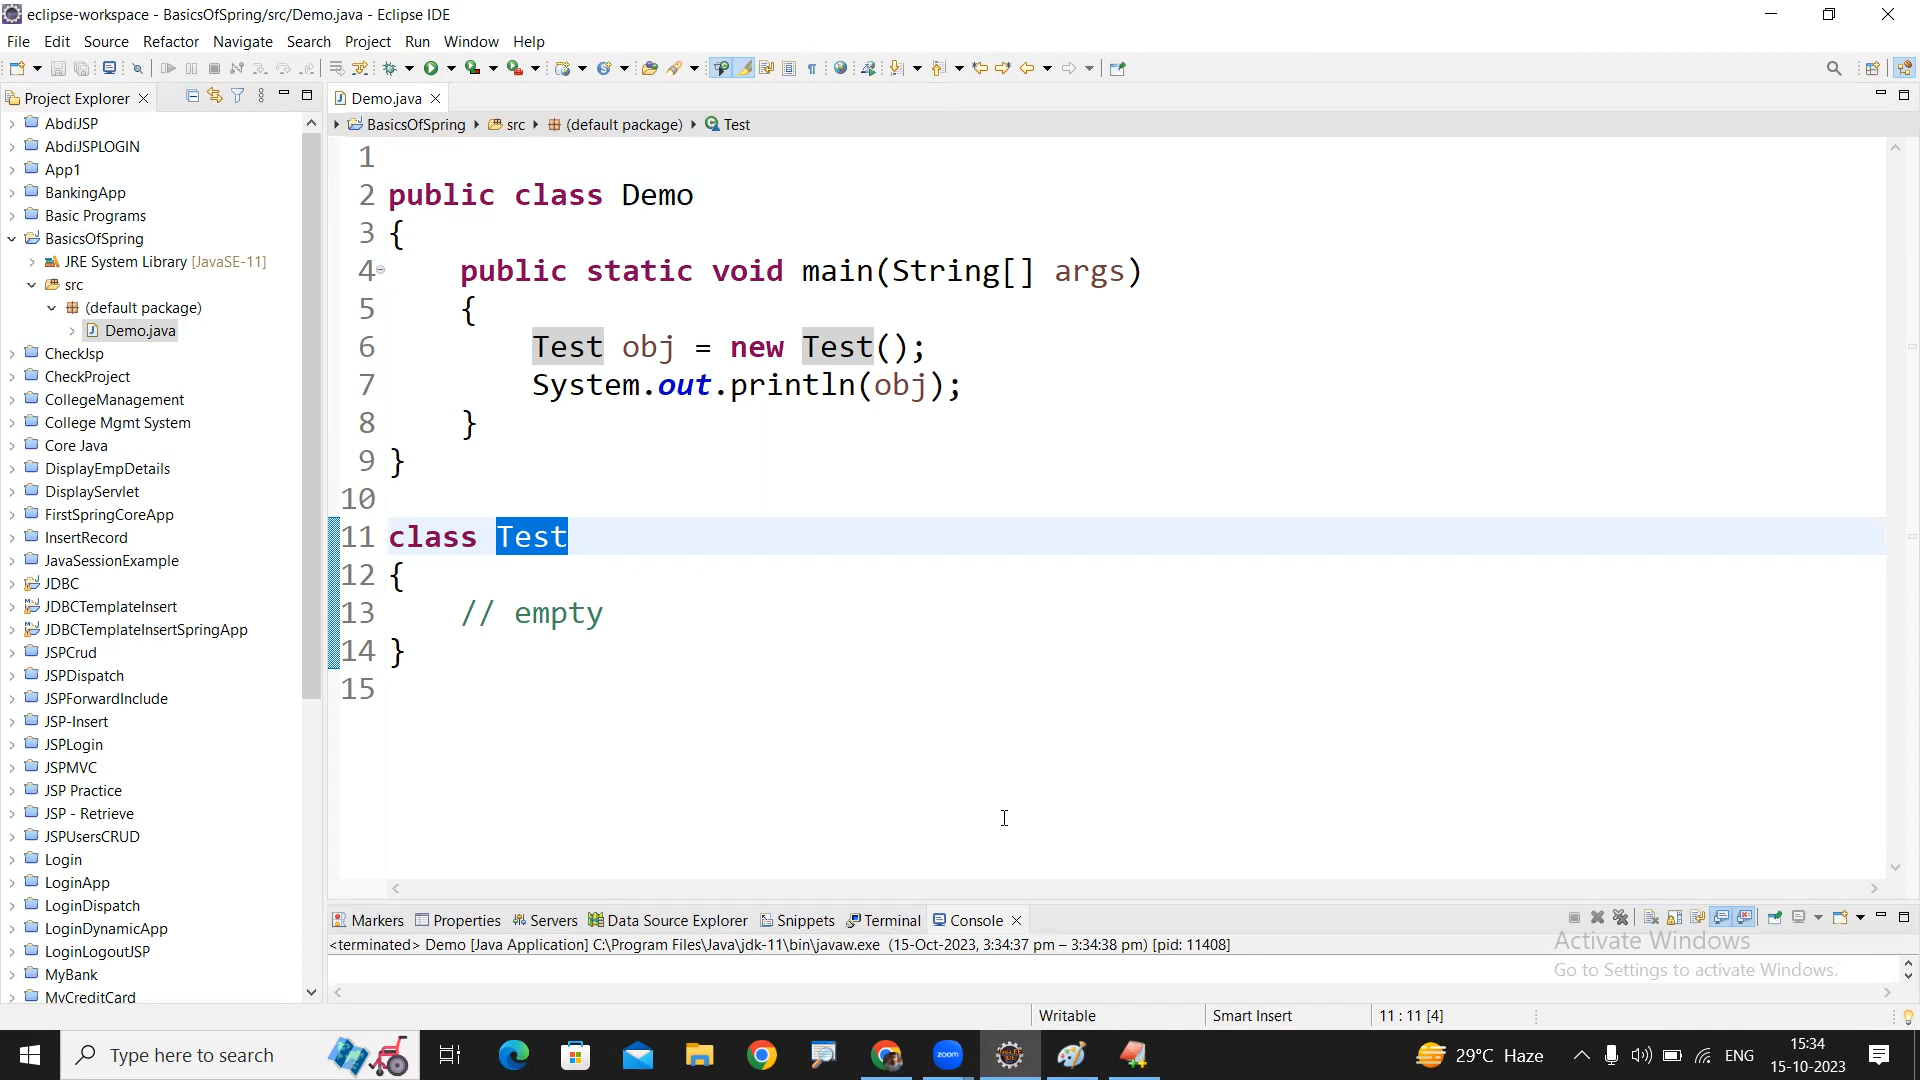 eclipse-workspace - BasicsOfSpring/src/Demo.java - Eclipse IDE
File Edit Source Refactor Navigate Search Project Run Window Help
Project Explorer
AbdiJSP
AbdiJSPLOGIN
App1
BankingApp
Basic Programs
BasicsOfSpring
JRE System Library [JavaSE-11]
src
(default package)
Demo.java
CheckJsp
CheckProject
CollegeManagement
College Mgmt System
Core Java
DisplayEmpDetails
DisplayServlet
FirstSpringCoreApp
InsertRecord
JavaSessionExample
JDBC
JDBCTemplateInsert
JDBCTemplateInsertSpringApp
JSPCrud
JSPDispatch
JSPForwardInclude
JSP-Insert
JSPLogin
JSPMVC
JSP Practice
JSP - Retrieve
JSPUsersCRUD
Login
LoginApp
LoginDispatch
LoginDynamicApp
LoginLogoutJSP
MyBank
MyCreditCard
Demo.java
BasicsOfSpring src (default package) Test
1
2 public class Demo
3 {
4 public static void main(String[] args)
5 {
6 Test obj = new Test();
7 System.out.println(obj);
8 }
9 }
10
11 class Test
12 {
13 // empty
14 }
15
Markers Properties Servers Data Source Explorer Snippets Terminal Console
<terminated> Demo [Java Application] C:\Program Files\Java\jdk-11\bin\javaw.exe (15-Oct-2023, 3:34:37 pm – 3:34:38 pm) [pid: 11408]
Activate Windows
Go to Settings to activate Windows.
Writable Smart Insert 11 : 11 [4]
Type here to search
zoom
29°C Haze
ENG
15:34
15-10-2023